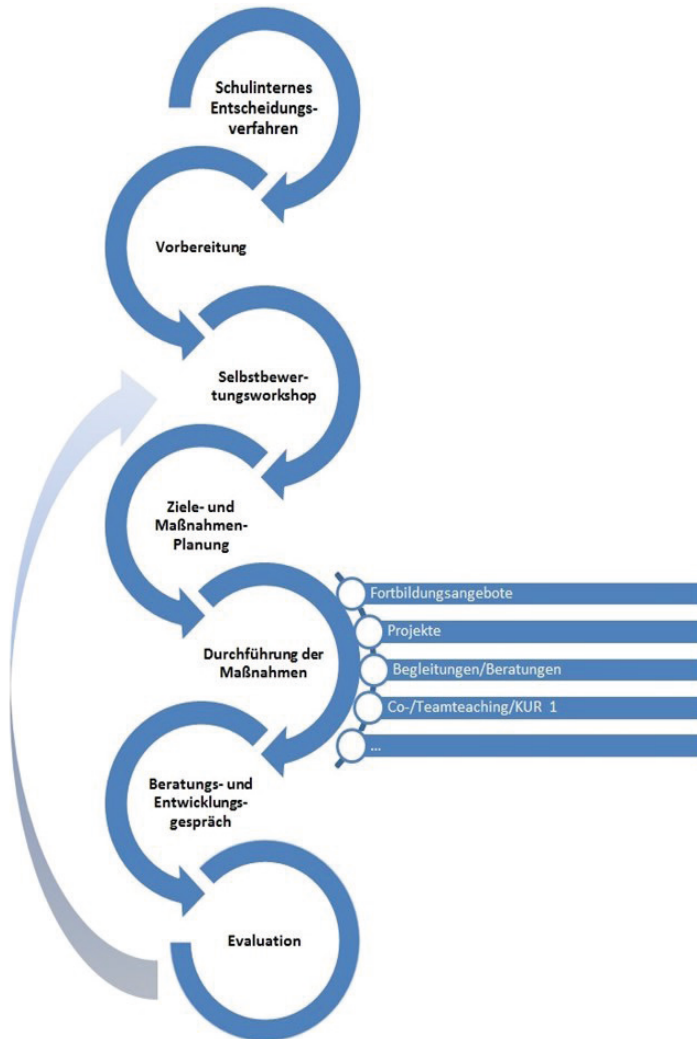 Schulinternes
Entscheidungs-
verfahren
Vorbereitung
Selbstbewer-
tungsworkshop
Ziele- und
Maßnahmen-
Planung
Durchführung der
Maßnahmen
Fortbildungsangebote
Projekte
Begleitungen/Beratungen
Co-/Teamteaching/KUR 1
...
Beratungs- und
Entwicklungs-
gespräch
Evaluation